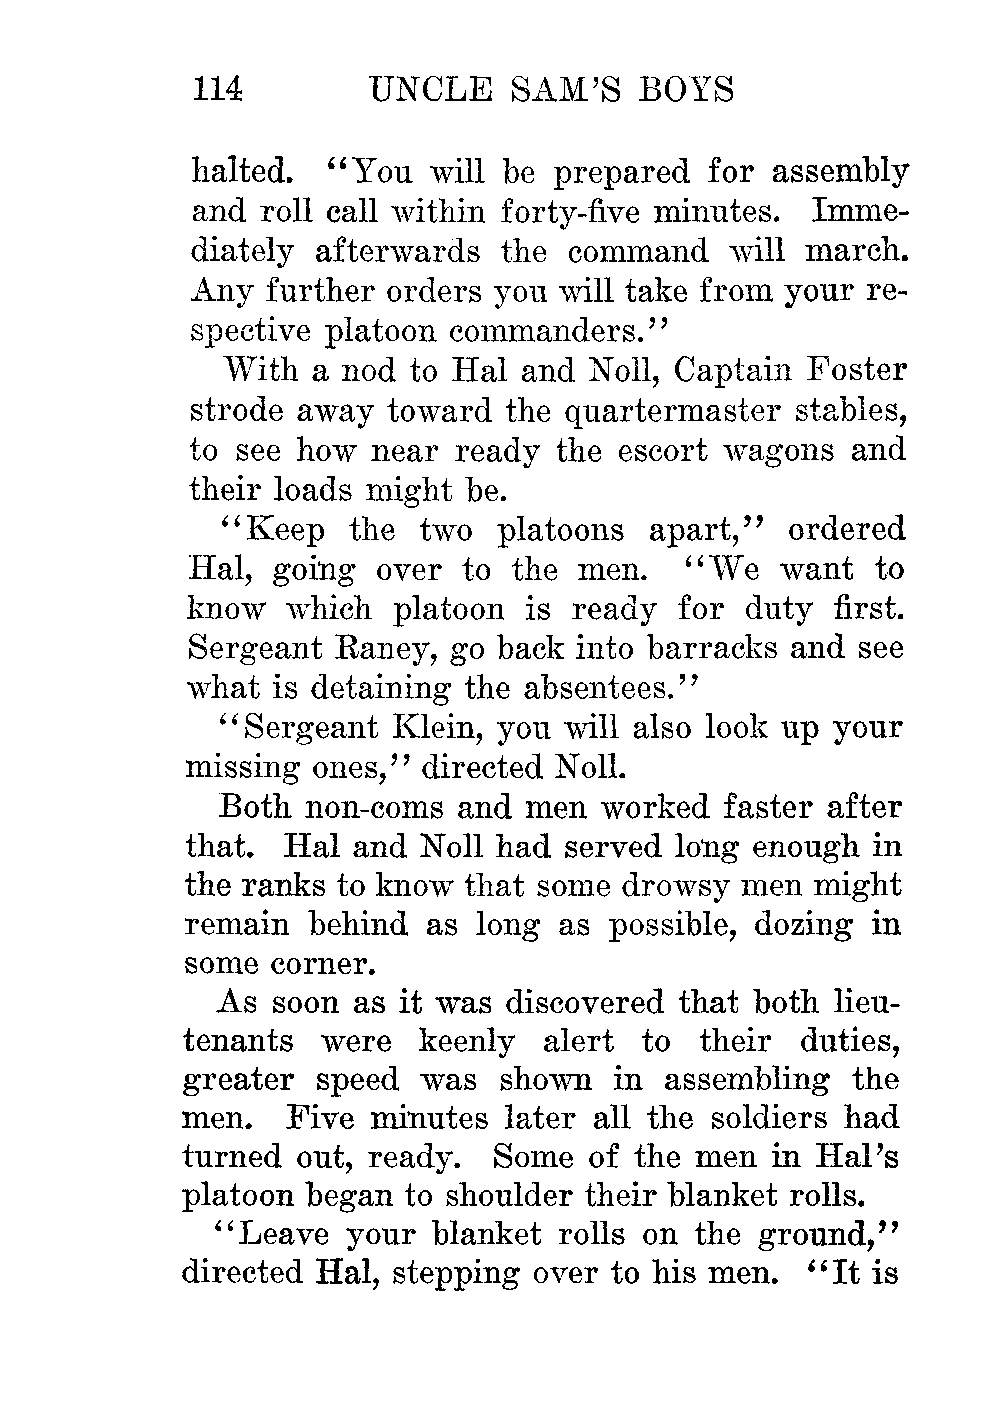 114 UNCLE SAM'S BOYS
halted. "You will be prepared for assembly
and roll call within forty-five minutes. Imme-
diately afterwards the command will march.
Any further orders you will take from your re-
spective platoon commanders."
With a nod to Hal and Noll, Captain Foster
strode away toward the quartermaster stables,
to see how near ready the escort wagons and
their loads might be.
"Keep the two platoons apart," ordered
Hal, going over to the men. "We want to
know which platoon is ready for duty first.
Sergeant Raney, go back into barracks and see
what is detaining the absentees."
"Sergeant Klein, you will also look up your
missing ones," directed Noll.
Both non-coms and men worked faster after
that. Hal and Noll had served long enough in
the ranks to know that some drowsy men might
remain behind as long as possible, dozing in
some corner.
As soon as it was discovered that both lieu-
tenants were keenly alert to their duties,
greater speed was shown in assembling the
men. Five minutes later all the soldiers had
turned out, ready. Some of the men in Hal's
platoon began to shoulder their blanket rolls.
"Leave your blanket rolls on the ground,"
directed Hal, stepping over to his men. "It is